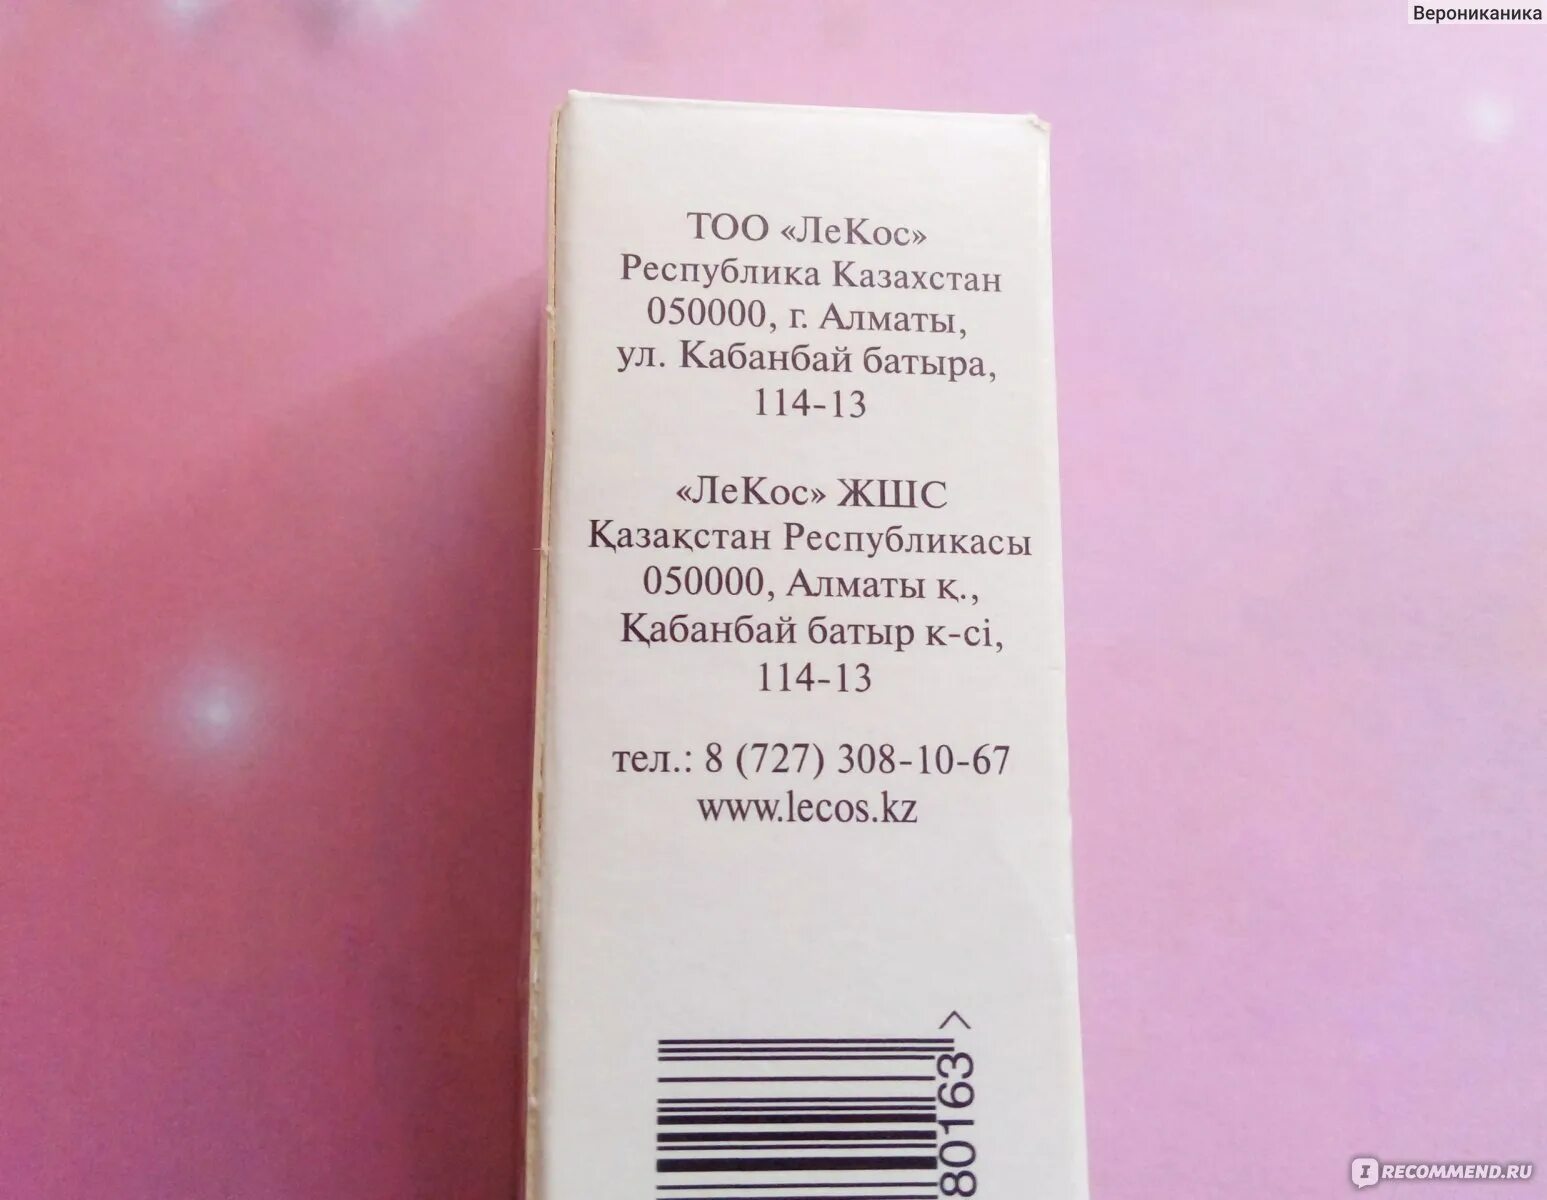 Верониканика
ТОО «ЛеКос»
Республика Казахстан
050000, г. Алматы,
ул. Кабанбай батыра,
114-13
«ЛеКос» ЖШС
Қазақстан Республикасы
050000, Алматы қ.,
Қабанбай батыр к-сі,
114-13
тел.: 8 (727) 308-10-67
www.lecos.kz
80163>
IRECOMMEND.RU